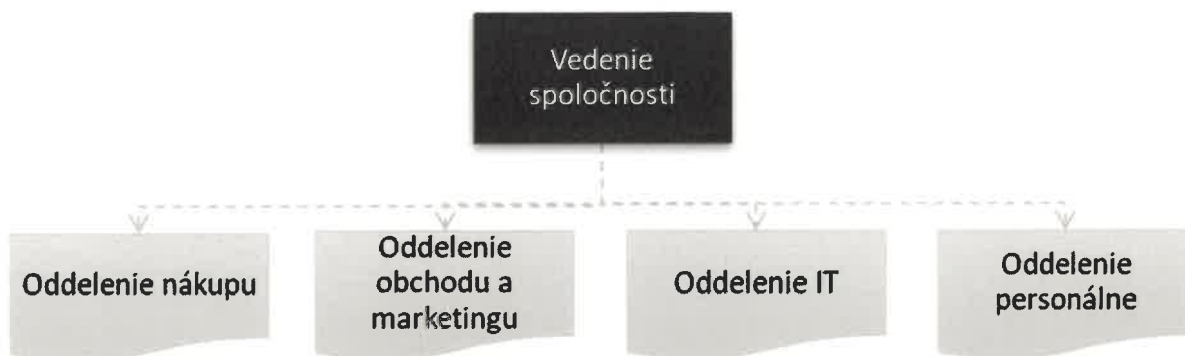 Vedenie
spoločnosti
Oddelenie nákupu
Oddelenie
obchodu a
marketingu
Oddelenie IT
Oddelenie
personálne